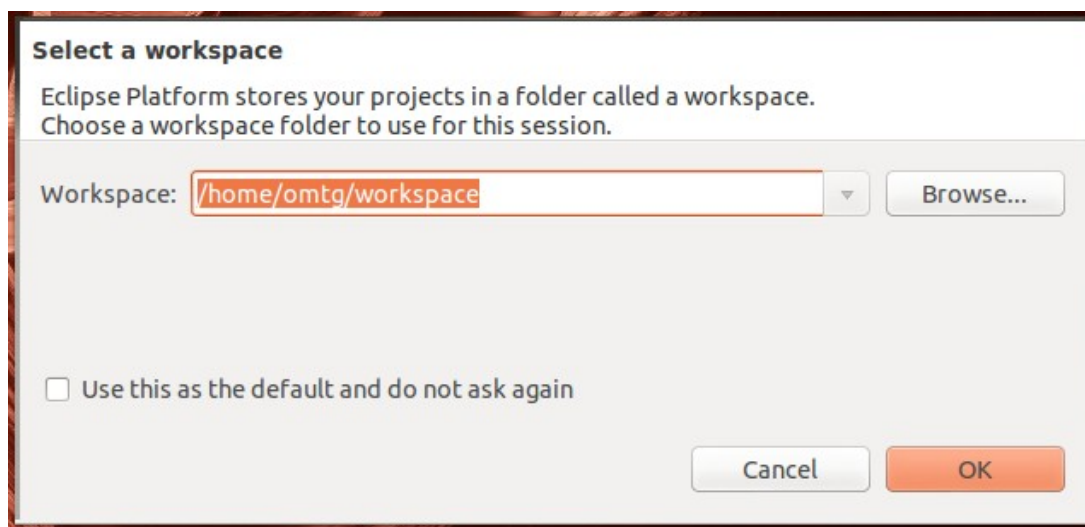 Select a workspace
Eclipse Platform stores your projects in a folder called a workspace.
Choose a workspace folder to use for this session.
Workspace: /home/omtg/workspace Browse...
Use this as the default and do not ask again
Cancel OK